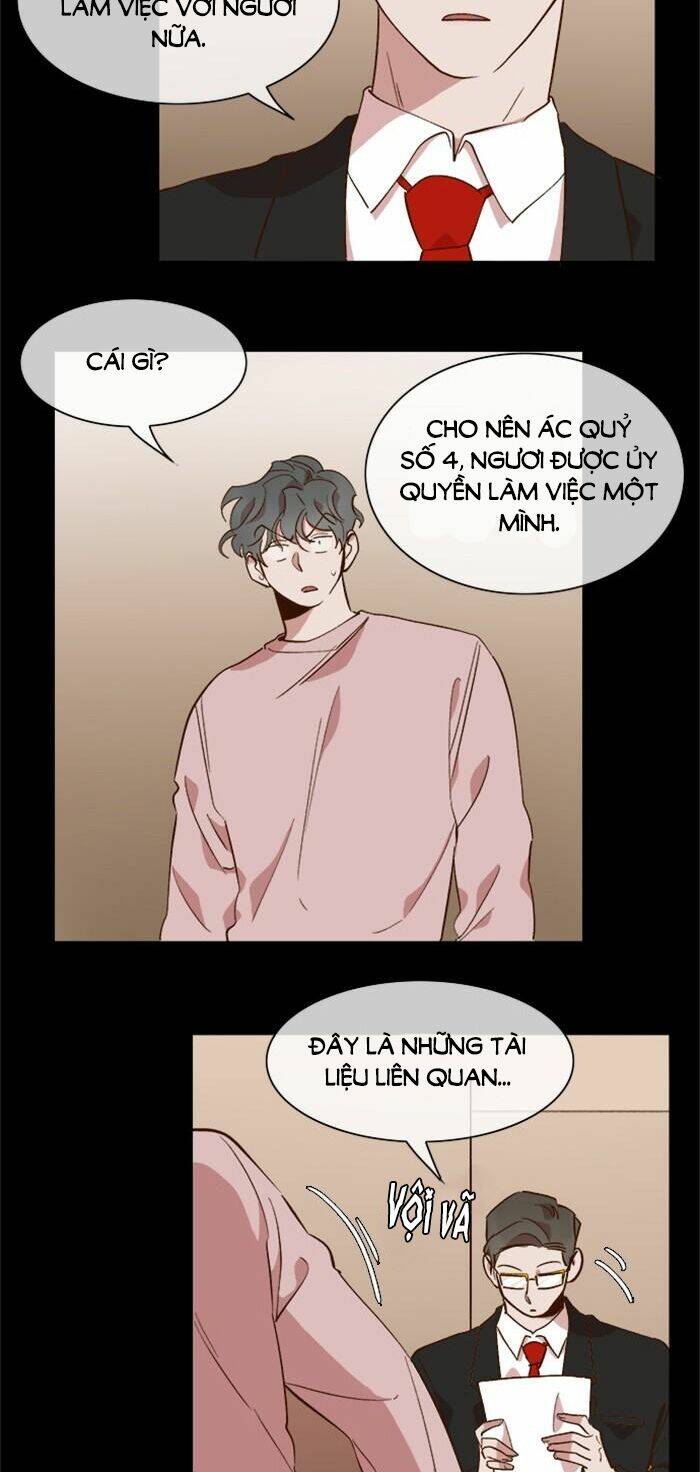 LÀM VIỆC VỚI NGƯƠI
NỮA.
CÁI GÌ?
CHO NÊN ÁC QUỶ
SỐ 4, NGƯƠI ĐƯỢC ỦY
QUYỀN LÀM VIỆC MỘT
MÌNH.
ĐÂY LÀ NHỮNG TÀI
LIỆU LIÊN QUAN...
VỘI VÃ